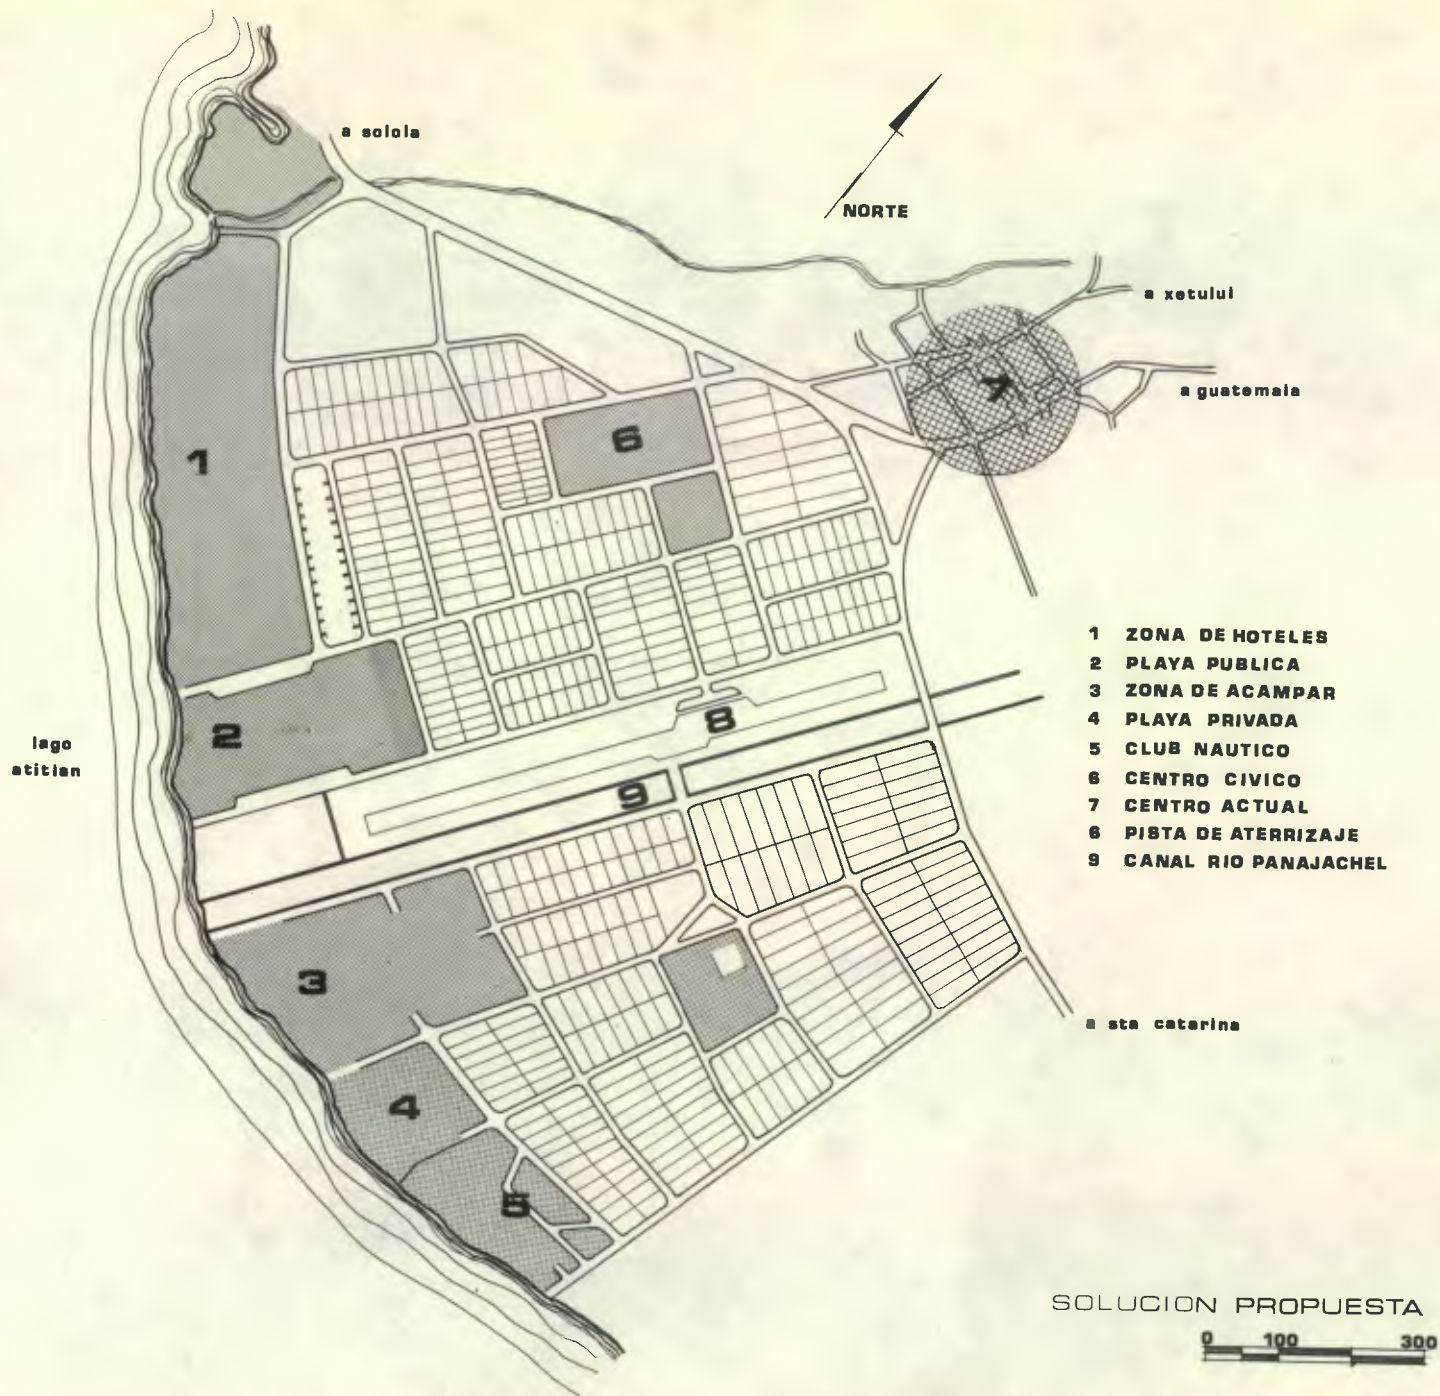 a solola
NORTE
a xetului
a guatemala
7
6
1
1 ZONA DE HOTELES
2 PLAYA PUBLICA
3 ZONA DE ACAMPAR
4 PLAYA PRIVADA
5 CLUB NAUTICO
6 CENTRO CIVICO
7 CENTRO ACTUAL
6 PISTA DE ATERRIZAJE
9 CANAL RIO PANAJACHEL
2
8
lago
atitlan
9
3
a sta catarina
4
5
SOLUCION PROPUESTA
0 100 300